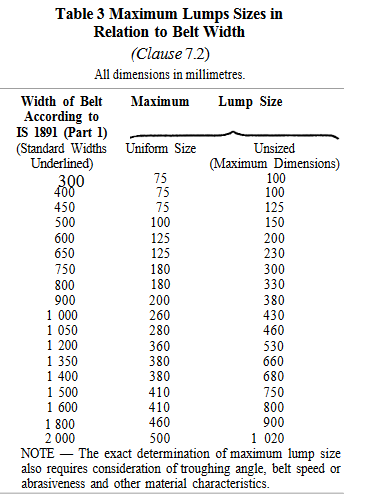 Table 3 Maximum Lumps Sizes in
Relation to Belt Width
(Clause 7.2)
All dimensions in millimetres.
Width of Belt Maximum Lump Size
According to
IS 1891 (Part 1)
(Standard Widths Uniform Size Unsized
Underlined) (Maximum Dimensions)
300 75 100
400 75 100
450 75 125
500 100 150
600 125 200
650 125 230
750 180 300
800 180 330
900 200 380
1 000 260 430
1 050 280 460
1 200 360 530
1 350 380 660
1 400 380 680
1 500 410 750
1 600 410 800
1 800 460 900
2 000 500 1 020
NOTE — The exact determination of maximum lump size
also requires consideration of troughing angle, belt speed or
abrasiveness and other material characteristics.